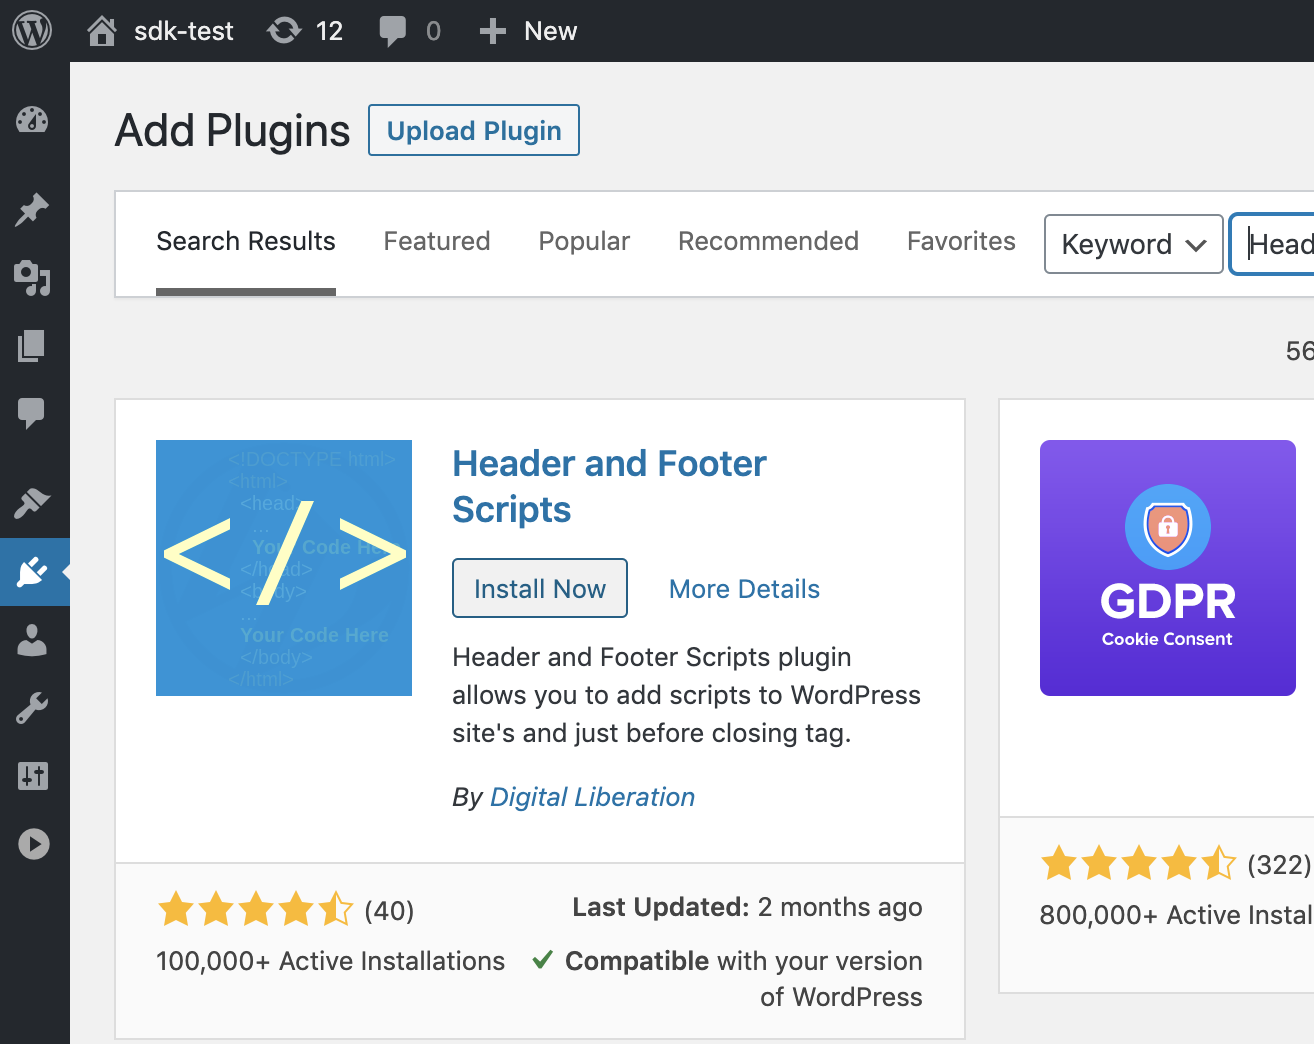 sdk-test 12 0 New
Add Plugins Upload Plugin
Search Results Featured Popular Recommended Favorites Keyword Head
56
<!DOCTYPE html>
<html>
<head>
...
Your Code Here
</head>
<body>
...
Your Code Here
</body>
</html>
</>
Header and Footer
Scripts
Install Now More Details
Header and Footer Scripts plugin
allows you to add scripts to WordPress
site's and just before closing tag.
By Digital Liberation
(40)
100,000+ Active Installations
Last Updated: 2 months ago
Compatible with your version
of WordPress
GDPR
Cookie Consent
(322)
800,000+ Active Instal